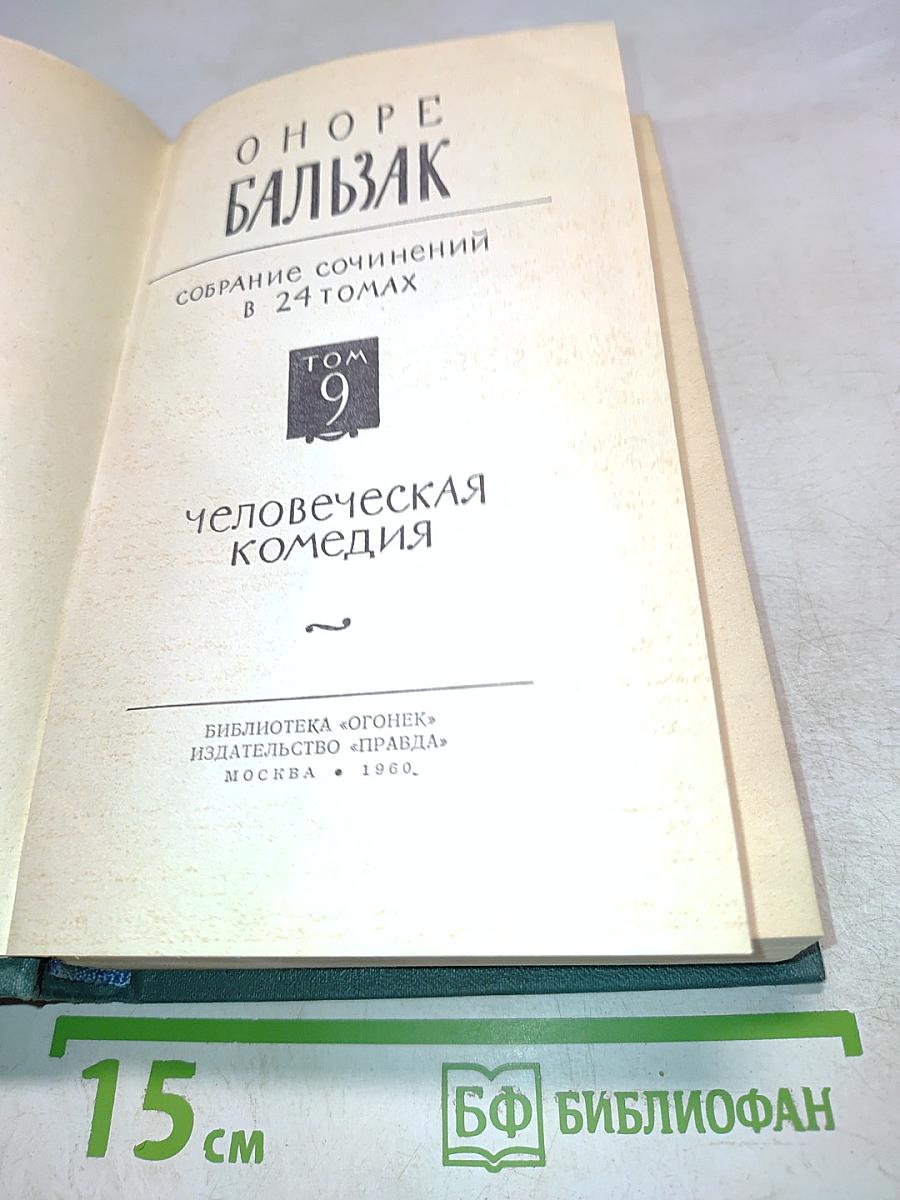 ОНОРЕ
БАЛЬЗАК
СОБРАНИЕ СОЧИНЕНИЙ
В 24 ТОМАХ
ТОМ
9
ЧЕЛОВЕЧЕСКАЯ
КОМЕДИЯ
БИБЛИОТЕКА «ОГОНЕК»
ИЗДАТЕЛЬСТВО «ПРАВДА»
МОСКВА • 1960
15 см
БФ БИБЛИОФАН